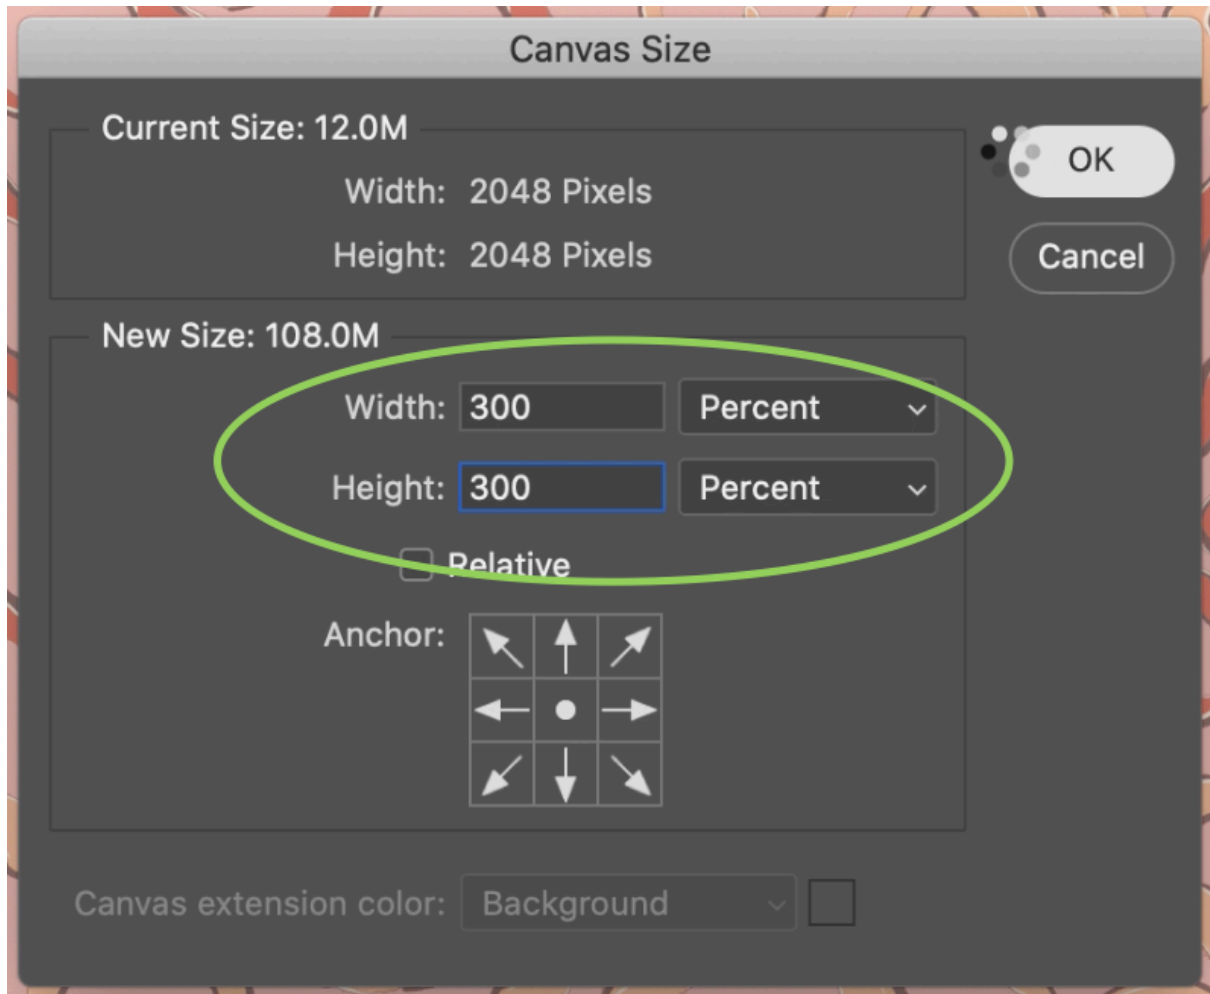 Canvas Size
Current Size: 12.0M
OK
Width: 2048 Pixels
Height: 2048 Pixels
Cancel
New Size: 108.0M
Width: 300 Percent
Height: 300 Percent
Relative
Anchor:
Canvas extension color: Background